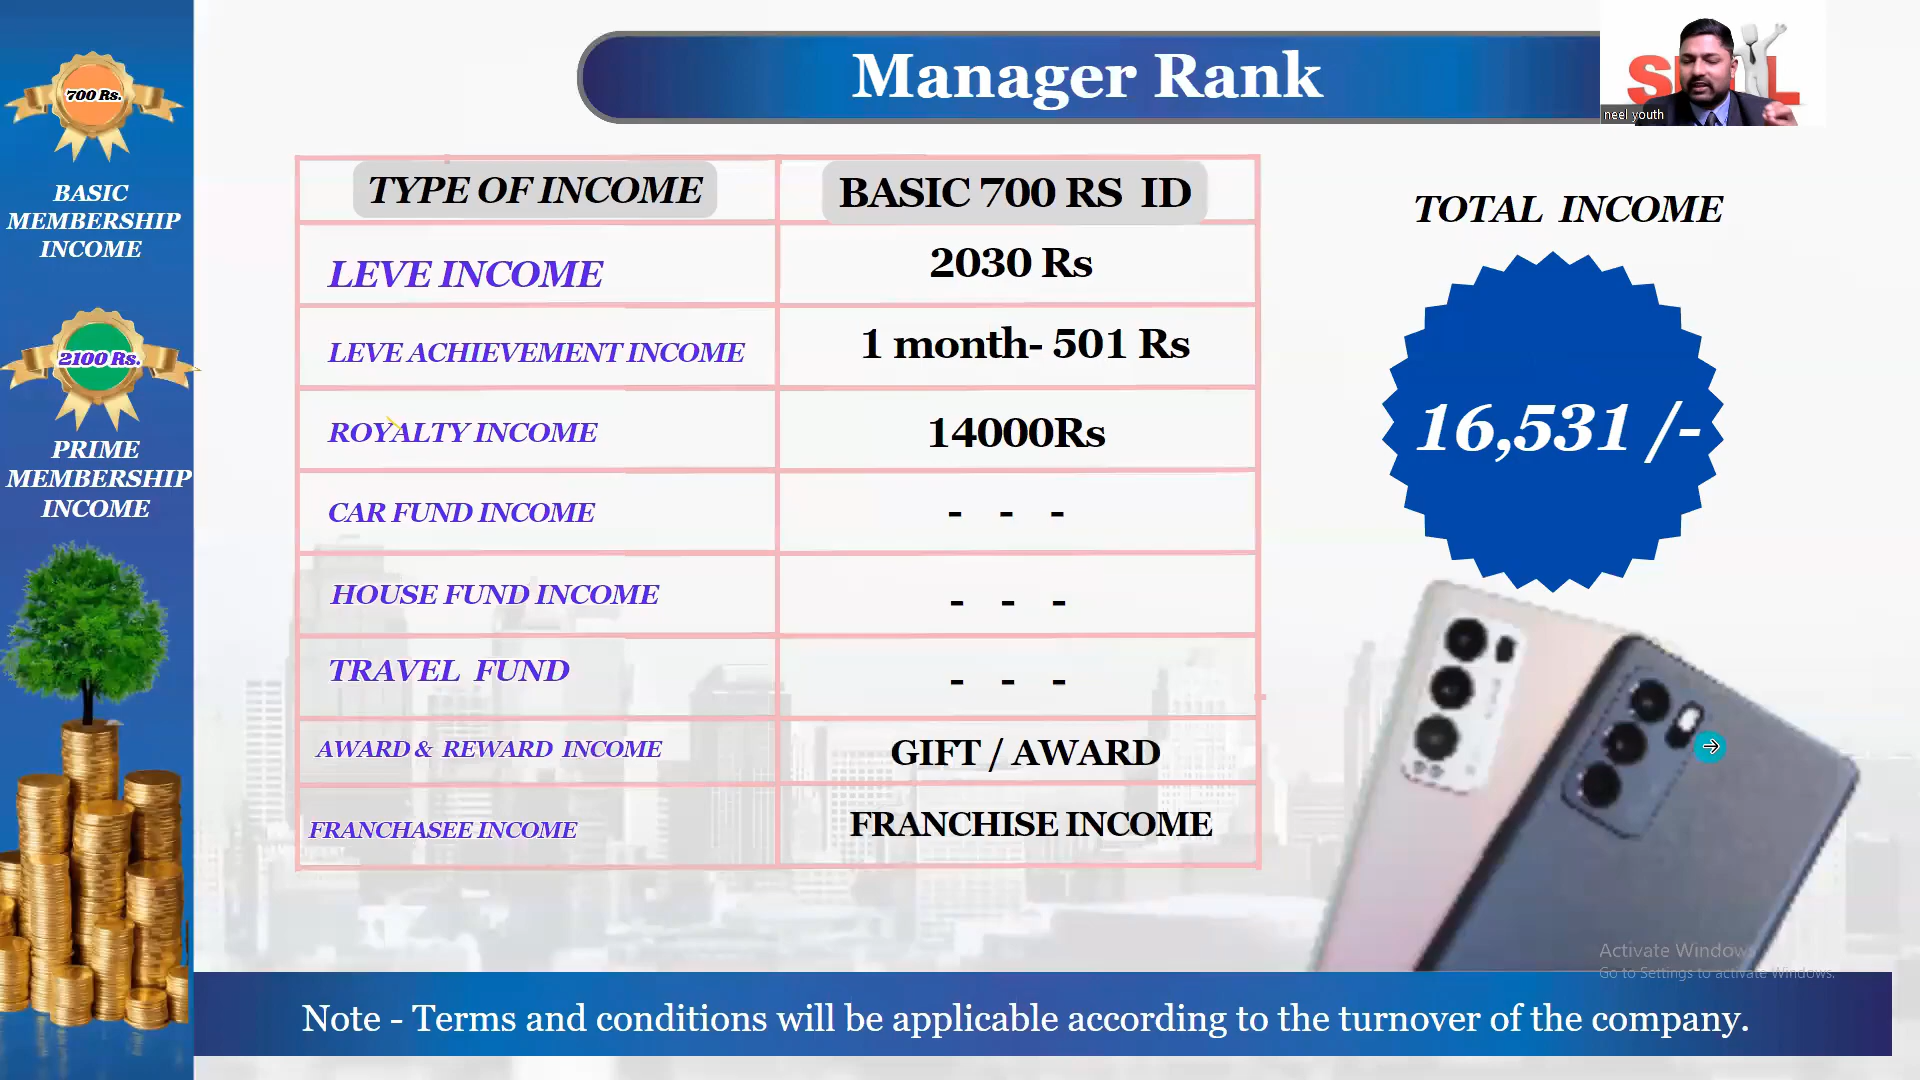 Manager Rank
neel youth
700 Rs.
BASIC
MEMBERSHIP
INCOME
2100 Rs.
PRIME
MEMBERSHIP
INCOME
TYPE OF INCOME
BASIC 700 RS ID
LEVE INCOME
2030 Rs
LEVE ACHIEVEMENT INCOME
1 month- 501 Rs
ROYALTY INCOME
14000Rs
CAR FUND INCOME
- - -
HOUSE FUND INCOME
- - -
TRAVEL FUND
- - -
AWARD & REWARD INCOME
GIFT / AWARD
FRANCHASEE INCOME
FRANCHISE INCOME
TOTAL INCOME
16,531 /-
Activate Windows
Go to Settings to activate Windows.
Note - Terms and conditions will be applicable according to the turnover of the company.